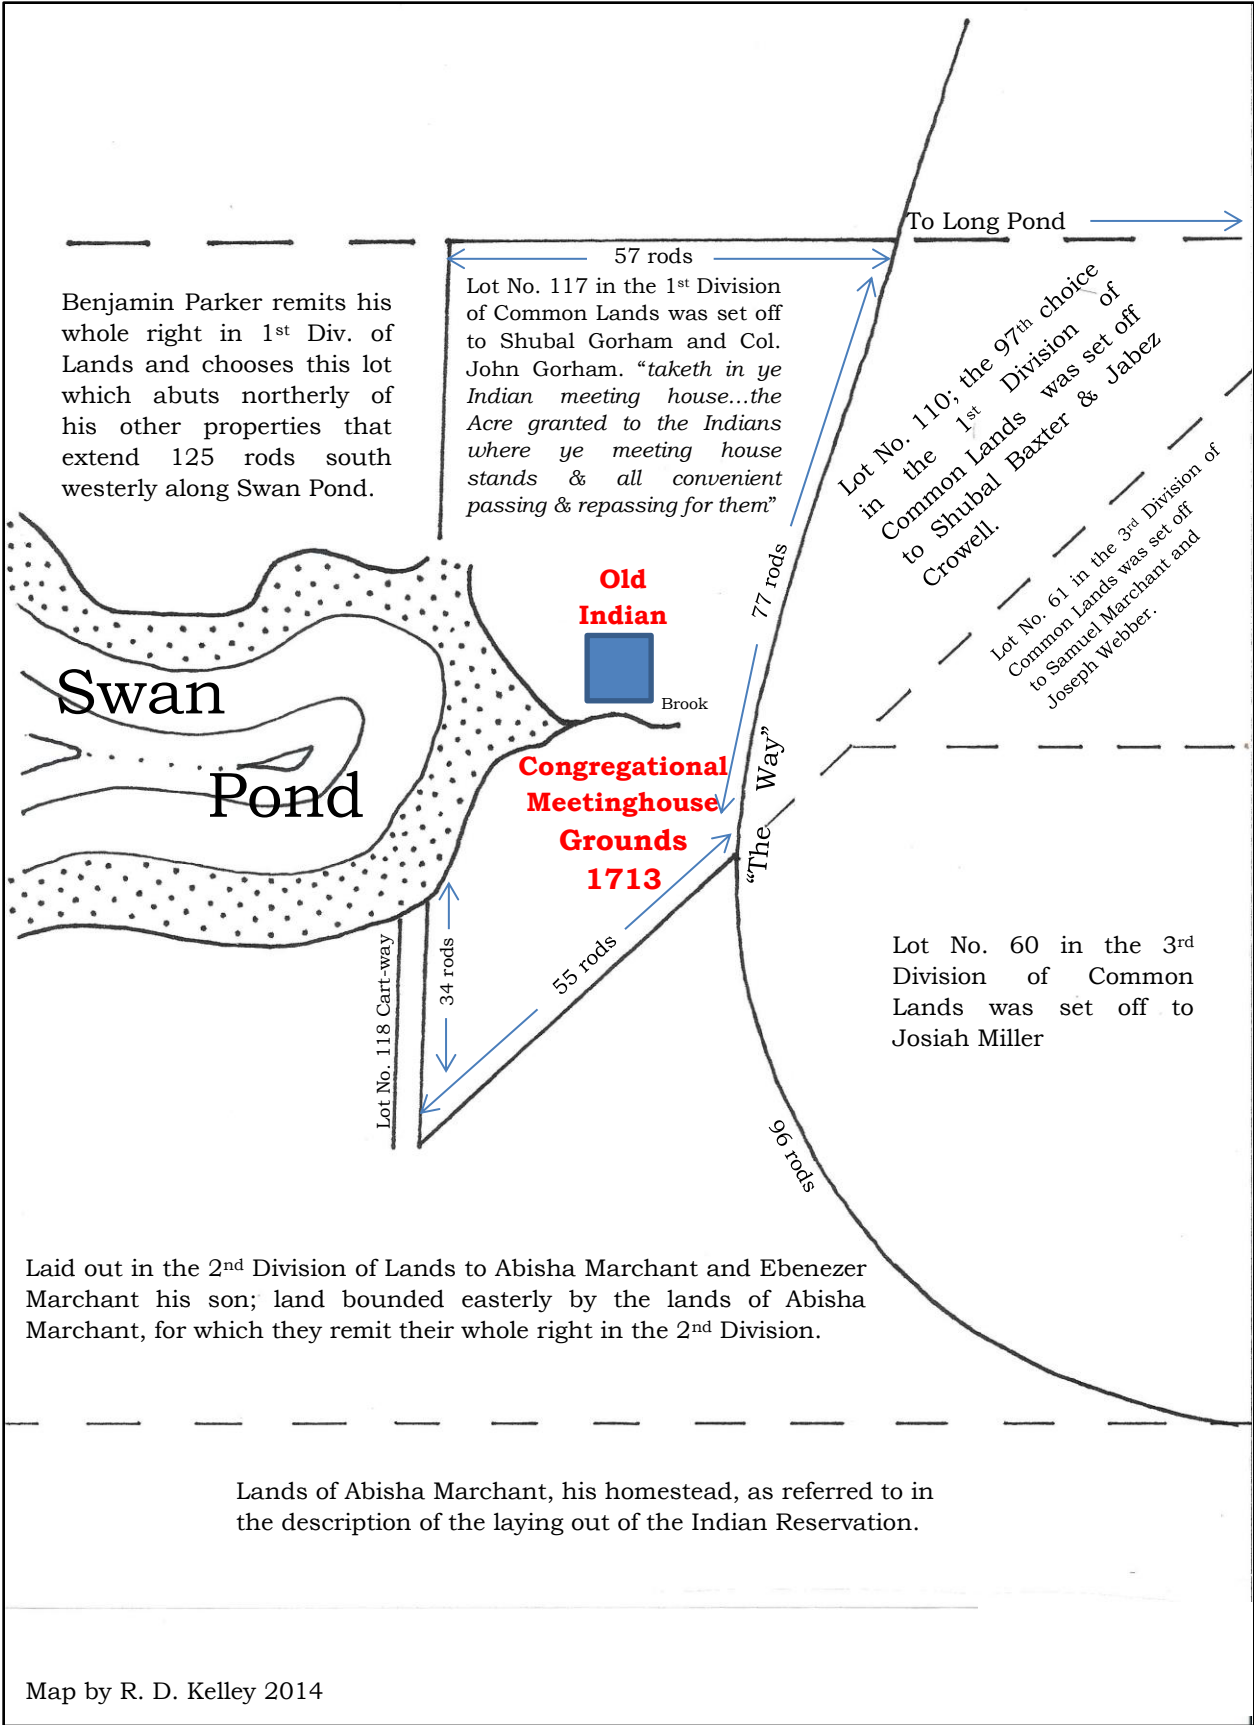 To Long Pond
57 rods
Benjamin Parker remits his
whole right in 1st Div. of
Lands and chooses this lot
which abuts northerly of
his other properties that
extend 125 rods south
westerly along Swan Pond.
Lot No. 117 in the 1st Division
of Common Lands was set off
to Shubal Gorham and Col.
John Gorham. “taketh in ye
Indian meeting house...the
Acre granted to the Indians
where ye meeting house
stands & all convenient
passing & repassing for them”
Lot No. 110; the 97th choice
in the 1st Division of
Common Lands was set off
to Shubal Baxter & Jabez
Crowell.
Lot No. 61 in the 3rd Division of
Common Lands was set off
to Samuel Marchant and
Joseph Webber.
77 rods
Old
Indian
Brook
Swan
Pond
Congregational
Meetinghouse
Grounds
1713
“The Way”
34 rods
55 rods
Lot No. 118 Cart-way
Lot No. 60 in the 3rd
Division of Common
Lands was set off to
Josiah Miller
96 rods
Laid out in the 2nd Division of Lands to Abisha Marchant and Ebenezer
Marchant his son; land bounded easterly by the lands of Abisha
Marchant, for which they remit their whole right in the 2nd Division.
Lands of Abisha Marchant, his homestead, as referred to in
the description of the laying out of the Indian Reservation.
Map by R. D. Kelley 2014